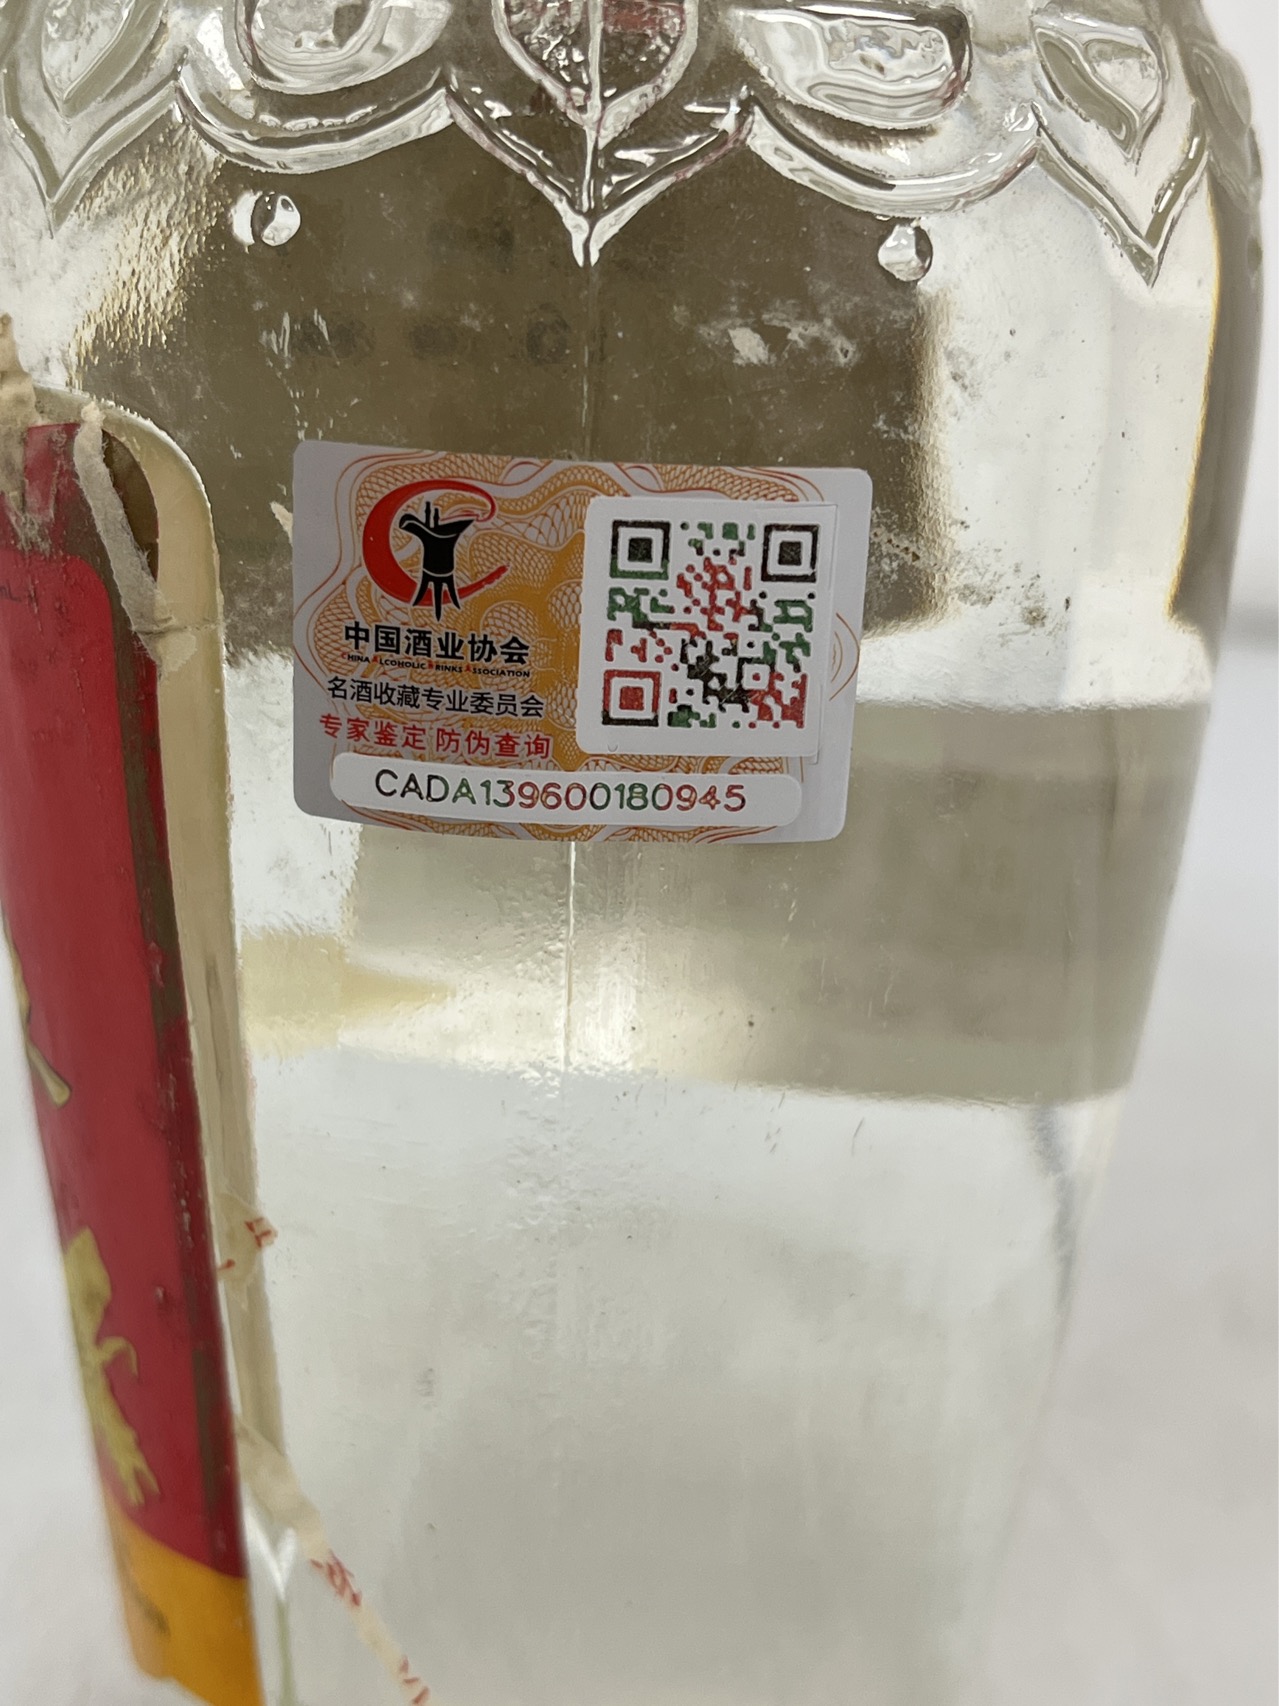 中国酒业协会
CHINA ALCOHOLIC DRINKS ASSOCIATION
名酒收藏专业委员会
专家鉴定 防伪查询
CADA139600180945